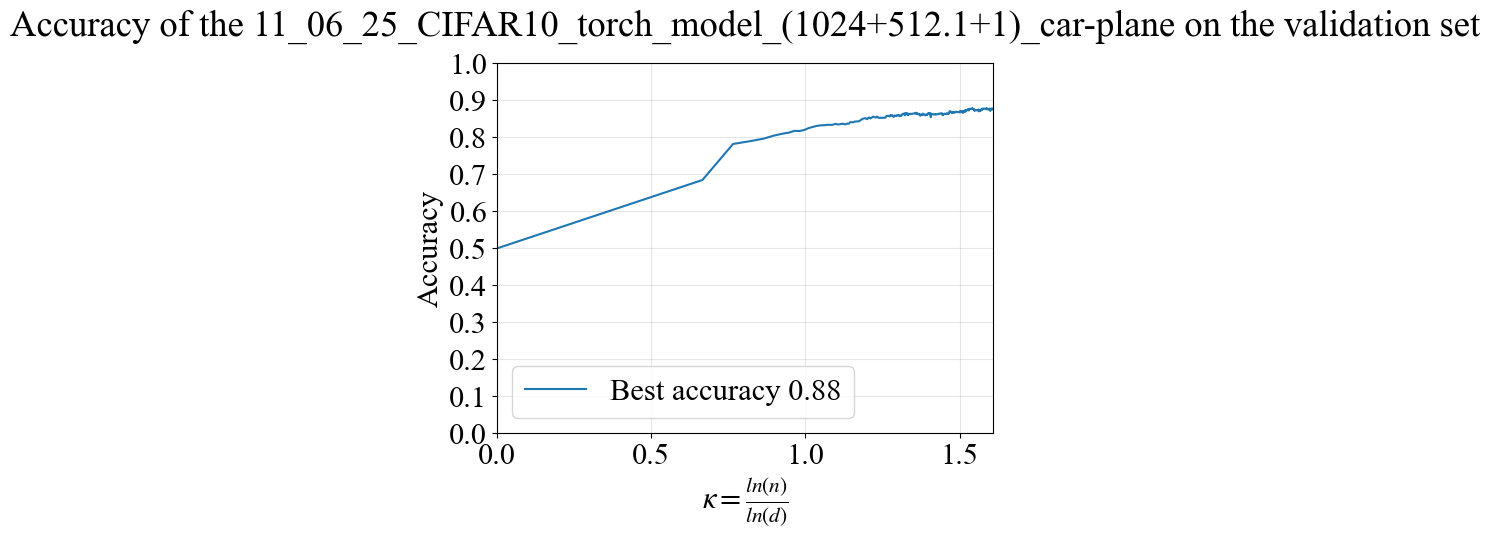 Accuracy of the 11_06_25_CIFAR10_torch_model_(1024+512.1+1)_car-plane on the validation set
1.0
0.9
0.8
0.7
0.6
0.5
0.4
0.3
0.2
0.1
0.0
Accuracy
Best accuracy 0.88
0.0 0.5 1.0 1.5
κ = ln(n)/ln(d)